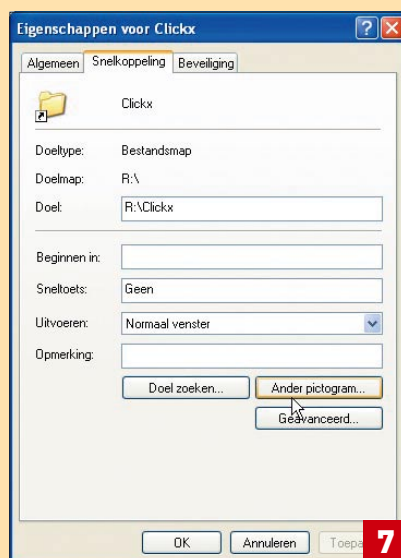 Eigenschappen voor Clickx
Algemeen Snelkoppeling Beveiliging
Clickx
Doeltype: Bestandsmap
Doelmap: R:\
Doel: R:\Clickx
Beginnen in:
Sneltoets: Geen
Uitvoeren: Normaal venster
Opmerking:
Doel zoeken... Ander pictogram...
Geavanceerd...
OK Annuleren Toepa
7